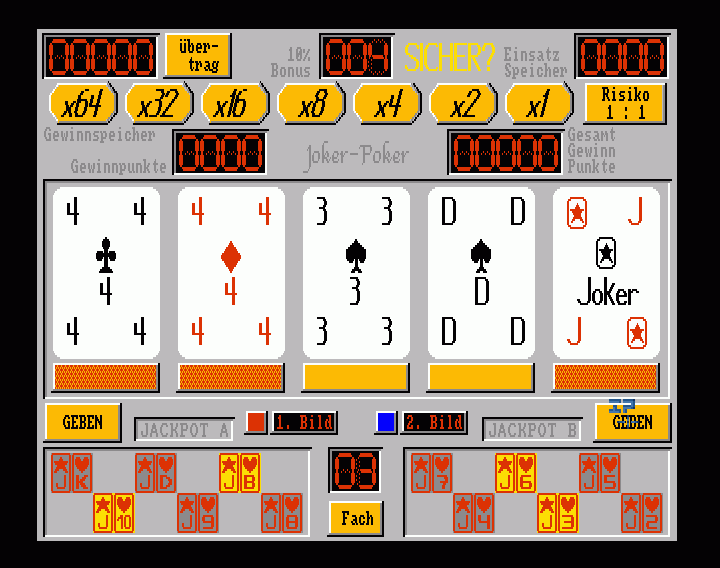 00000
über-
trag
10%
Bonus
004
SICHER?
Einsatz
Speicher
0000
x64
x32
x16
x8
x4
x2
x1
Risiko
1 : 1
Gewinnspeicher
Gewinnpunkte
0000
Joker-Poker
00000
Gesamt
Gewinn
Punkte
4 4
4
4 4
4 4
4
4 4
3 3
3
3 3
D D
D
D D
J
Joker
J
GEBEN
JACKPOT A
1. Bild
2. Bild
JACKPOT B
GEBEN
J K
J D
J B
J 10
J 9
J 8
03
Fach
J 7
J 6
J 5
J 4
J 3
J 2